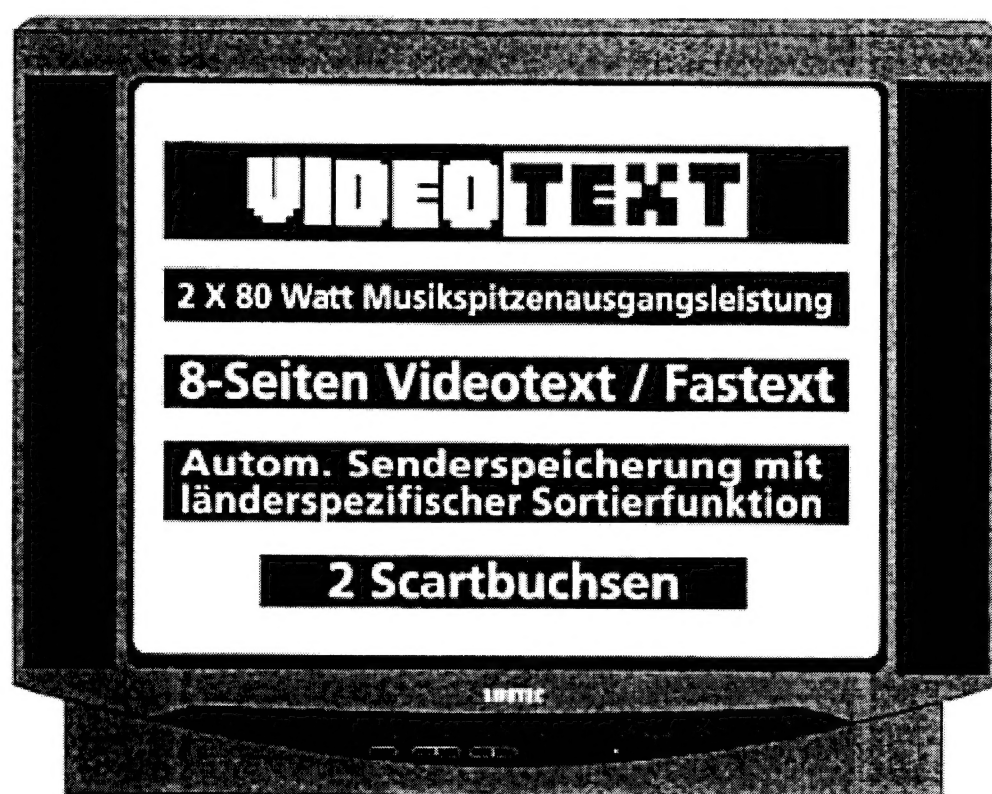 VIDEOTEXT
2 X 80 Watt Musikspitzenausgangsleistung
8-Seiten Videotext / Fastext
Autom. Senderspeicherung mit
länderspezifischer Sortierfunktion
2 Scartbuchsen